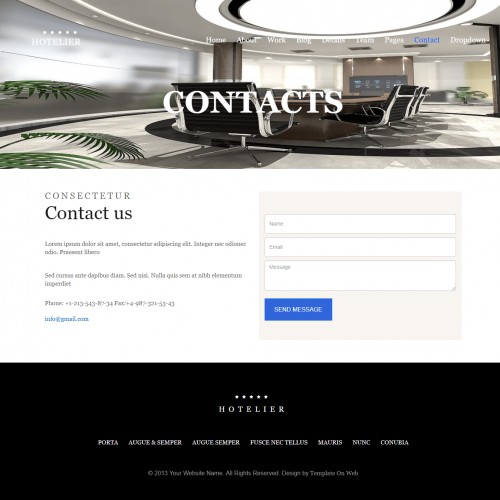 ★★★★★
HOTELIER
Home About Work Blog Details Team Pages Contact Dropdown
CONTACTS
CONSECTETUR
Contact us
Lorem ipsum dolor sit amet, consectetur adipiscing elit. Integer nec odionec
odio. Praesent libero
Sed cursus ante dapibus diam. Sed nisi. Nulla quis sem at nibh elementum
imperdiet
Phone: +1-213-543-87-34 Fax:+4-987-321-53-43
info@gmail.com
Name
Email
Message
SEND MESSAGE
★★★★★
HOTELIER
PORTA AUGUE & SEMPER AUGUE SEMPER FUSCE NEC TELLUS MAURIS NUNC CONUBIA
© 2013 Your Website Name. All Rights Reserved. Design by Template On Web